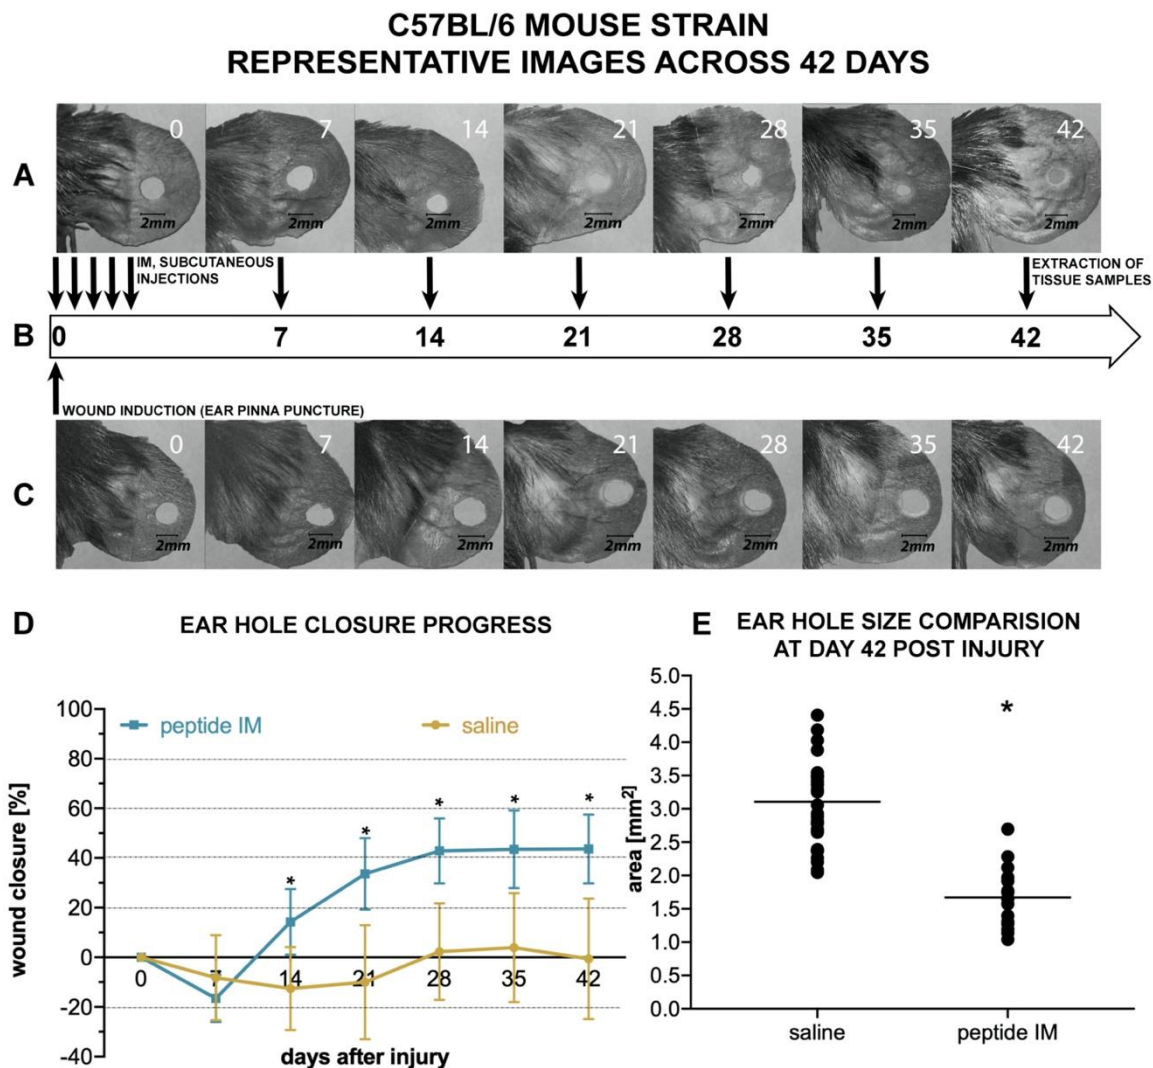 C57BL/6 MOUSE STRAIN
REPRESENTATIVE IMAGES ACROSS 42 DAYS
A
0 7 14 21 28 35 42
2mm 2mm 2mm 2mm 2mm 2mm 2mm
IM, SUBCUTANEOUS
INJECTIONS
EXTRACTION OF
TISSUE SAMPLES
B
0 7 14 21 28 35 42
WOUND INDUCTION (EAR PINNA PUNCTURE)
C
0 7 14 21 28 35 42
2mm 2mm 2mm 2mm 2mm 2mm 2mm
D
EAR HOLE CLOSURE PROGRESS
wound closure [%]
100
80
60
40
20
0
-20
-40
peptide IM
saline
* * * * *
0 7 14 21 28 35 42
days after injury
E
EAR HOLE SIZE COMPARISION
AT DAY 42 POST INJURY
area [mm²]
5.0
4.5
4.0
3.5
3.0
2.5
2.0
1.5
1.0
0.5
0.0
*
saline
peptide IM